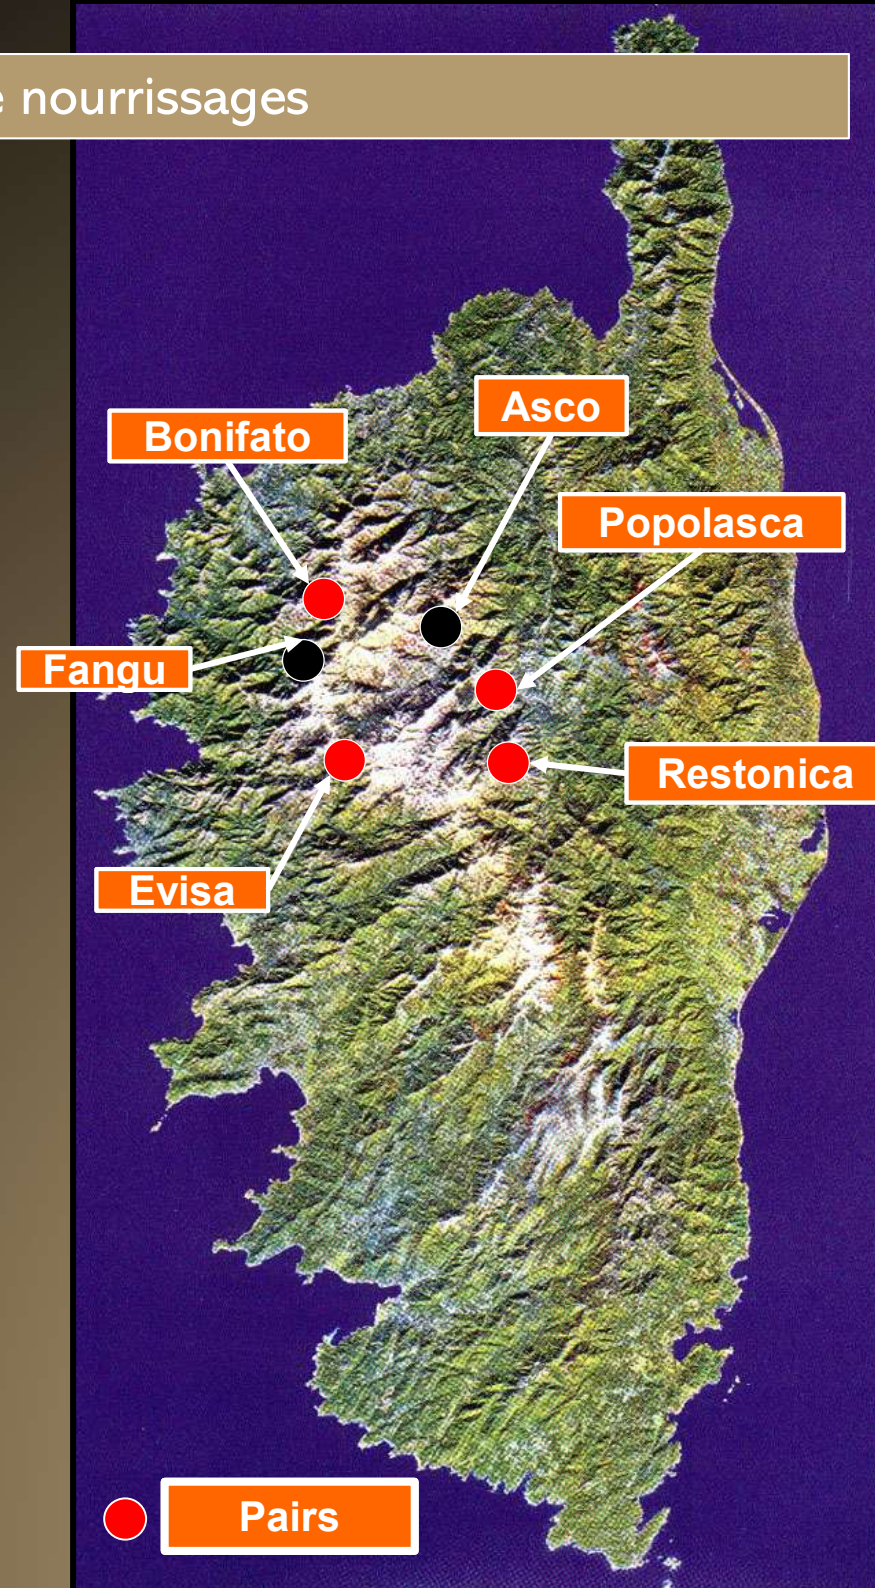 nourrissages
Asco
Bonifato
Popolasca
Fangu
Restonica
Evisa
Pairs